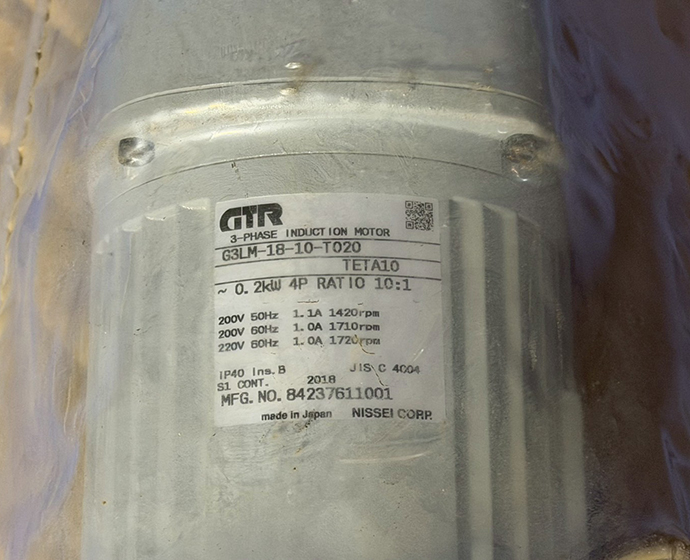 GTR
3-PHASE INDUCTION MOTOR
G3LM-18-10-T020
TETA10
~ 0.2kW 4P RATIO 10:1
200V 50Hz 1.1A 1420rpm
200V 60Hz 1.0A 1710rpm
220V 60Hz 1.0A 1720rpm
IP40 Ins.B JIS C 4004
S1 CONT. 2018
MFG.NO.84237611001
made in Japan NISSEI CORP.